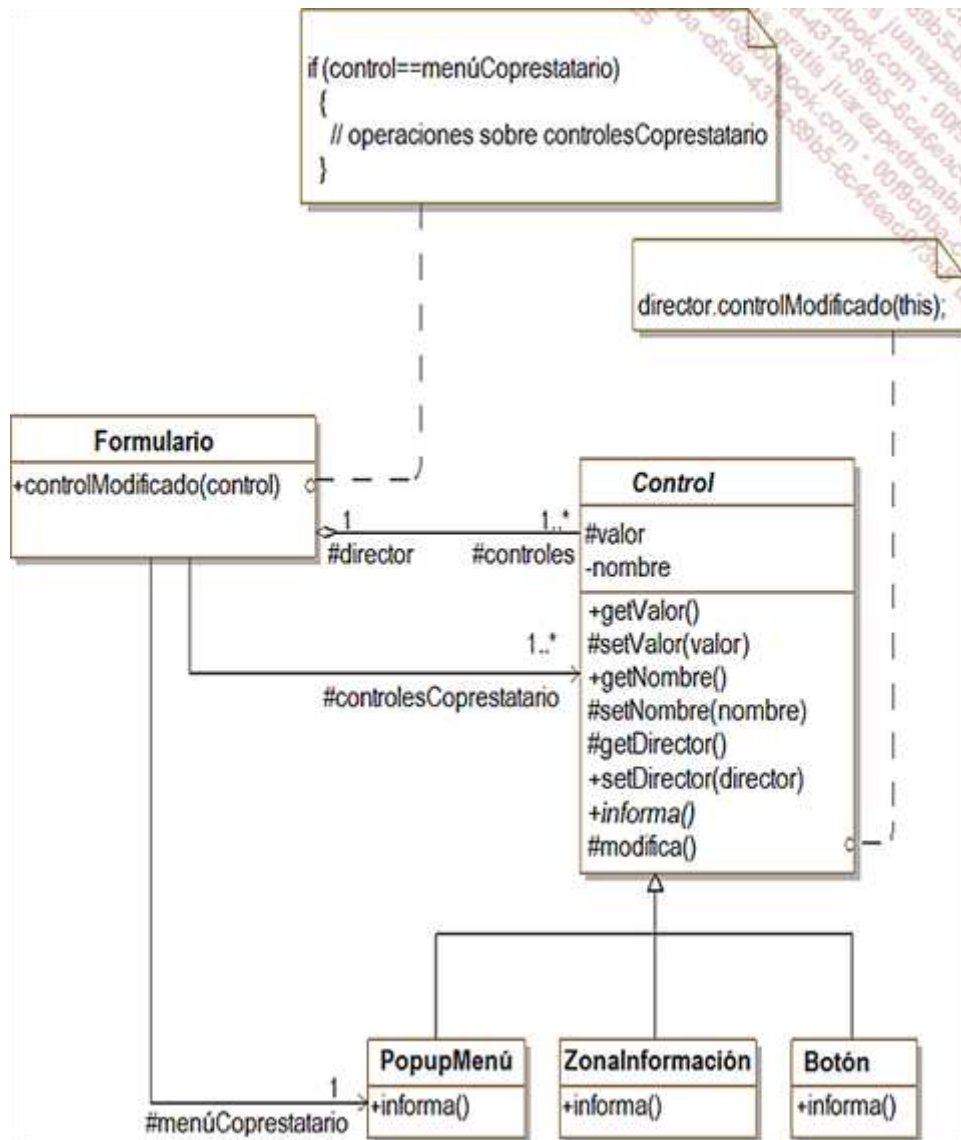 if (control==menúCoprestatario)
{
// operaciones sobre controlesCoprestatario
}
director.controlModificado(this);
Formulario
+controlModificado(control)
1
#director
1..*
#controles
Control
#valor
-nombre
+getValor()
#setValor(valor)
+getNombre()
#setNombre(nombre)
#getDirector()
+setDirector(director)
+informa()
#modifica()
1..*
#controlesCoprestatario
PopupMenú
+informa()
ZonaInformación
+informa()
Botón
+informa()
1
#menúCoprestatario